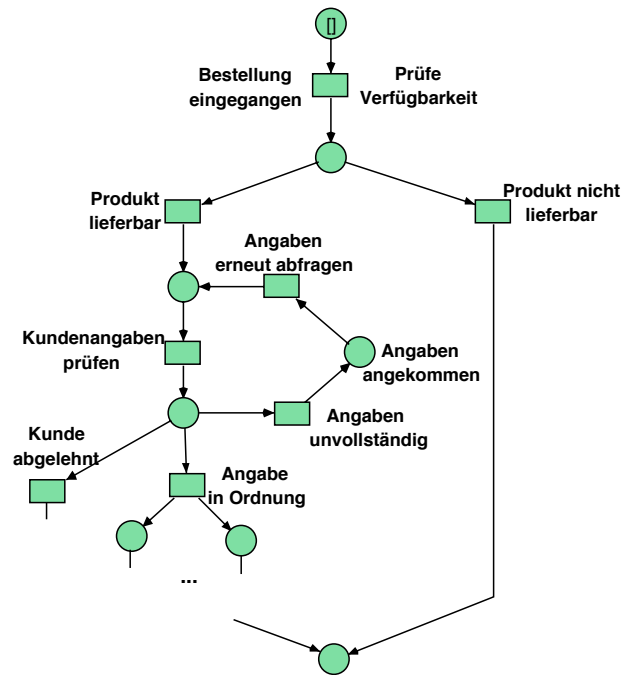 []
Bestellung
eingegangen
Prüfe
Verfügbarkeit
Produkt
lieferbar
Produkt nicht
lieferbar
Angaben
erneut abfragen
Kundenangaben
prüfen
Angaben
angekommen
Angaben
unvollständig
Kunde
abgelehnt
Angabe
in Ordnung
...